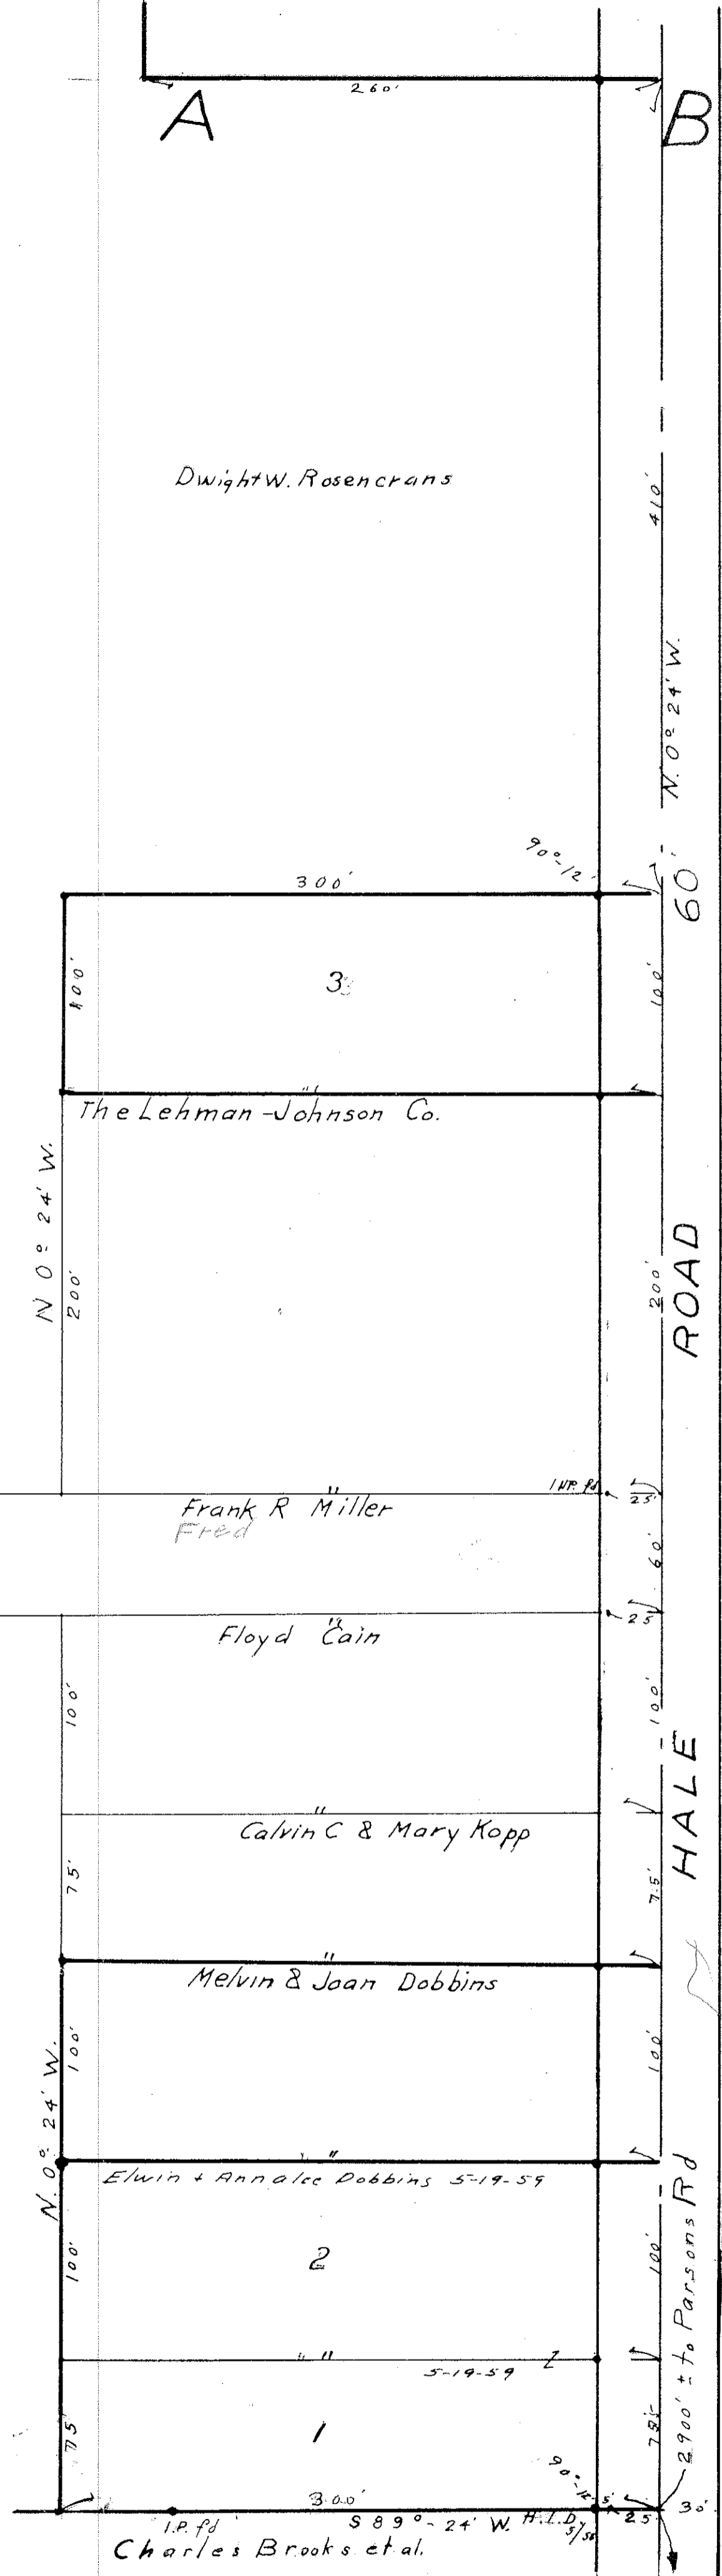 260'
A
B
Dwight W. Rosencrans
410'
N. 0° 24' W.
90°-12'
300'
60'
100'
3
100'
" "
The Lehman-Johnson Co.
N 0° 24' W.
200'
200'
ROAD
"
25'
Frank R Miller
Fred
60'
"
25
Floyd Cain
100'
100'
"
Calvin C & Mary Kopp
HALE
75'
75'
"
Melvin & Joan Dobbins
100'
100'
N. 0° 24' W.
"
Elwin + Annalee Dobbins 5-19-59
2
100'
100'
2900' ± to Parsons Rd
" "
5-19-59
1
75'
75'
300'
5'
25
30'
I.P. fd
S 89°- 24' W.
H.L.D.
Charles Brooks et al.